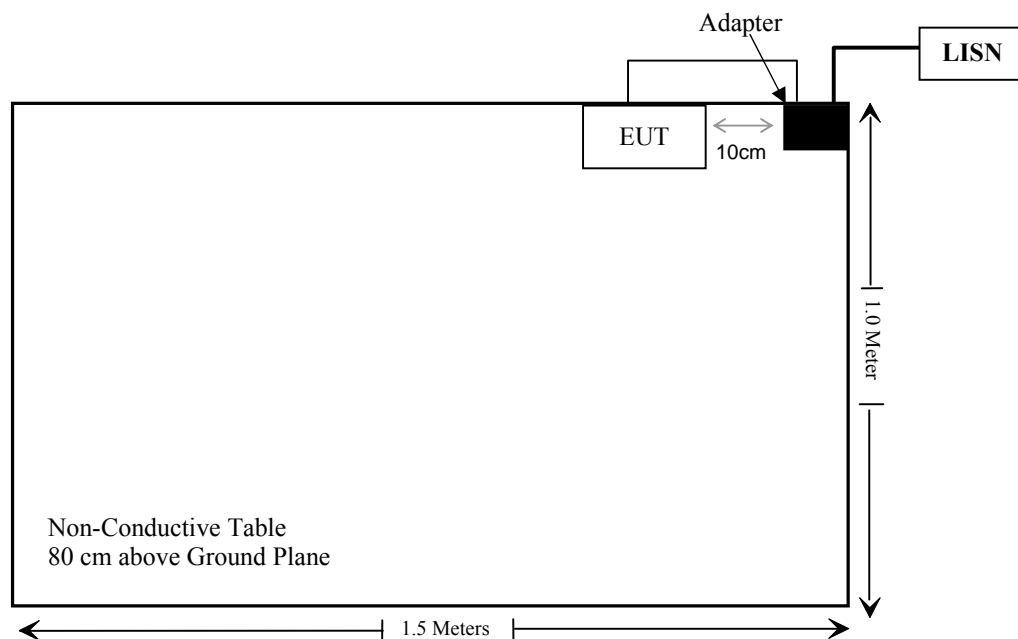 Adapter
LISN
EUT
10cm
1.0 Meter
Non-Conductive Table
80 cm above Ground Plane
1.5 Meters